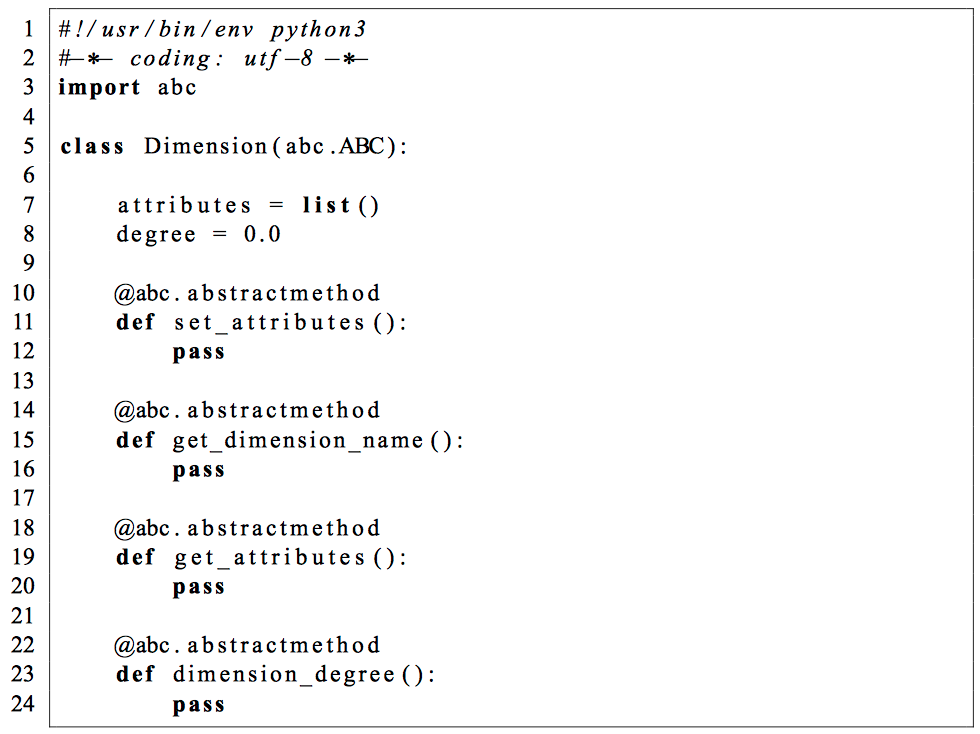 1 #!/usr/bin/env python3
2 #-*- coding: utf-8 -*-
3 import abc
4
5 class Dimension(abc.ABC):
6
7     attributes = list()
8     degree = 0.0
9
10     @abc.abstractmethod
11     def set_attributes():
12         pass
13
14     @abc.abstractmethod
15     def get_dimension_name():
16         pass
17
18     @abc.abstractmethod
19     def get_attributes():
20         pass
21
22     @abc.abstractmethod
23     def dimension_degree():
24         pass